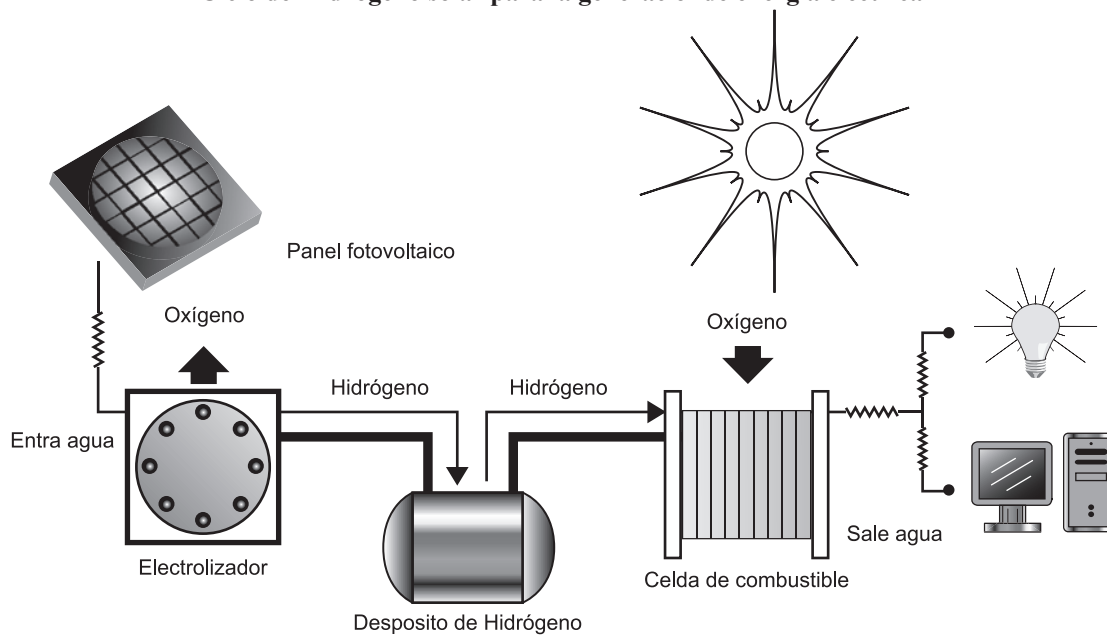 Panel fotovoltaico
Oxígeno
Oxígeno
Hidrógeno
Hidrógeno
Entra agua
Sale agua
Electrolizador
Celda de combustible
Desposito de Hidrógeno